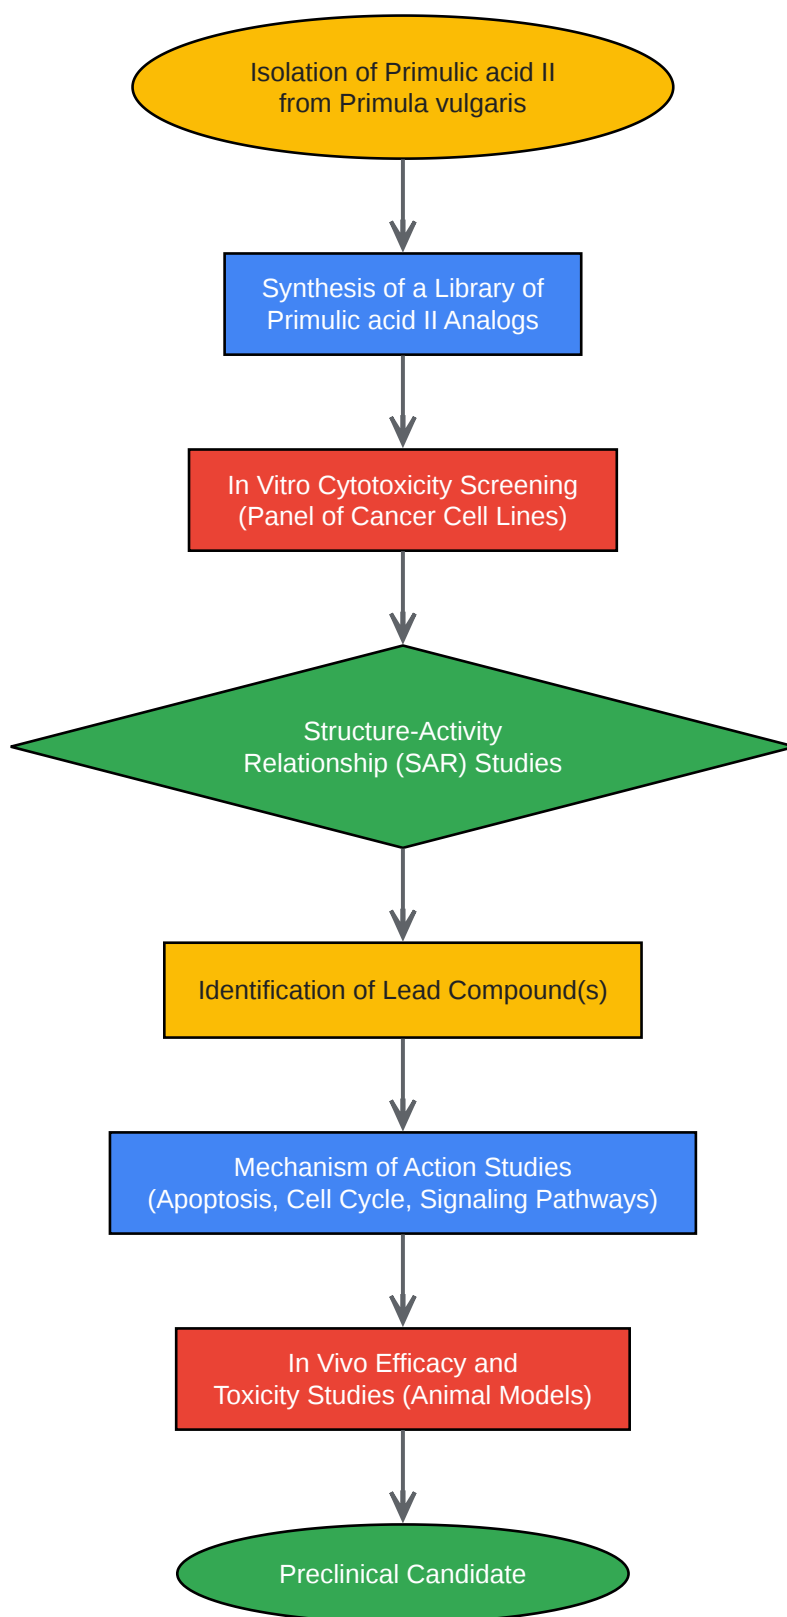 Isolation of Primulic acid II
from Primula vulgaris
Synthesis of a Library of
Primulic acid II Analogs
In Vitro Cytotoxicity Screening
(Panel of Cancer Cell Lines)
Structure-Activity
Relationship (SAR) Studies
Identification of Lead Compound(s)
Mechanism of Action Studies
(Apoptosis, Cell Cycle, Signaling Pathways)
In Vivo Efficacy and
Toxicity Studies (Animal Models)
Preclinical Candidate